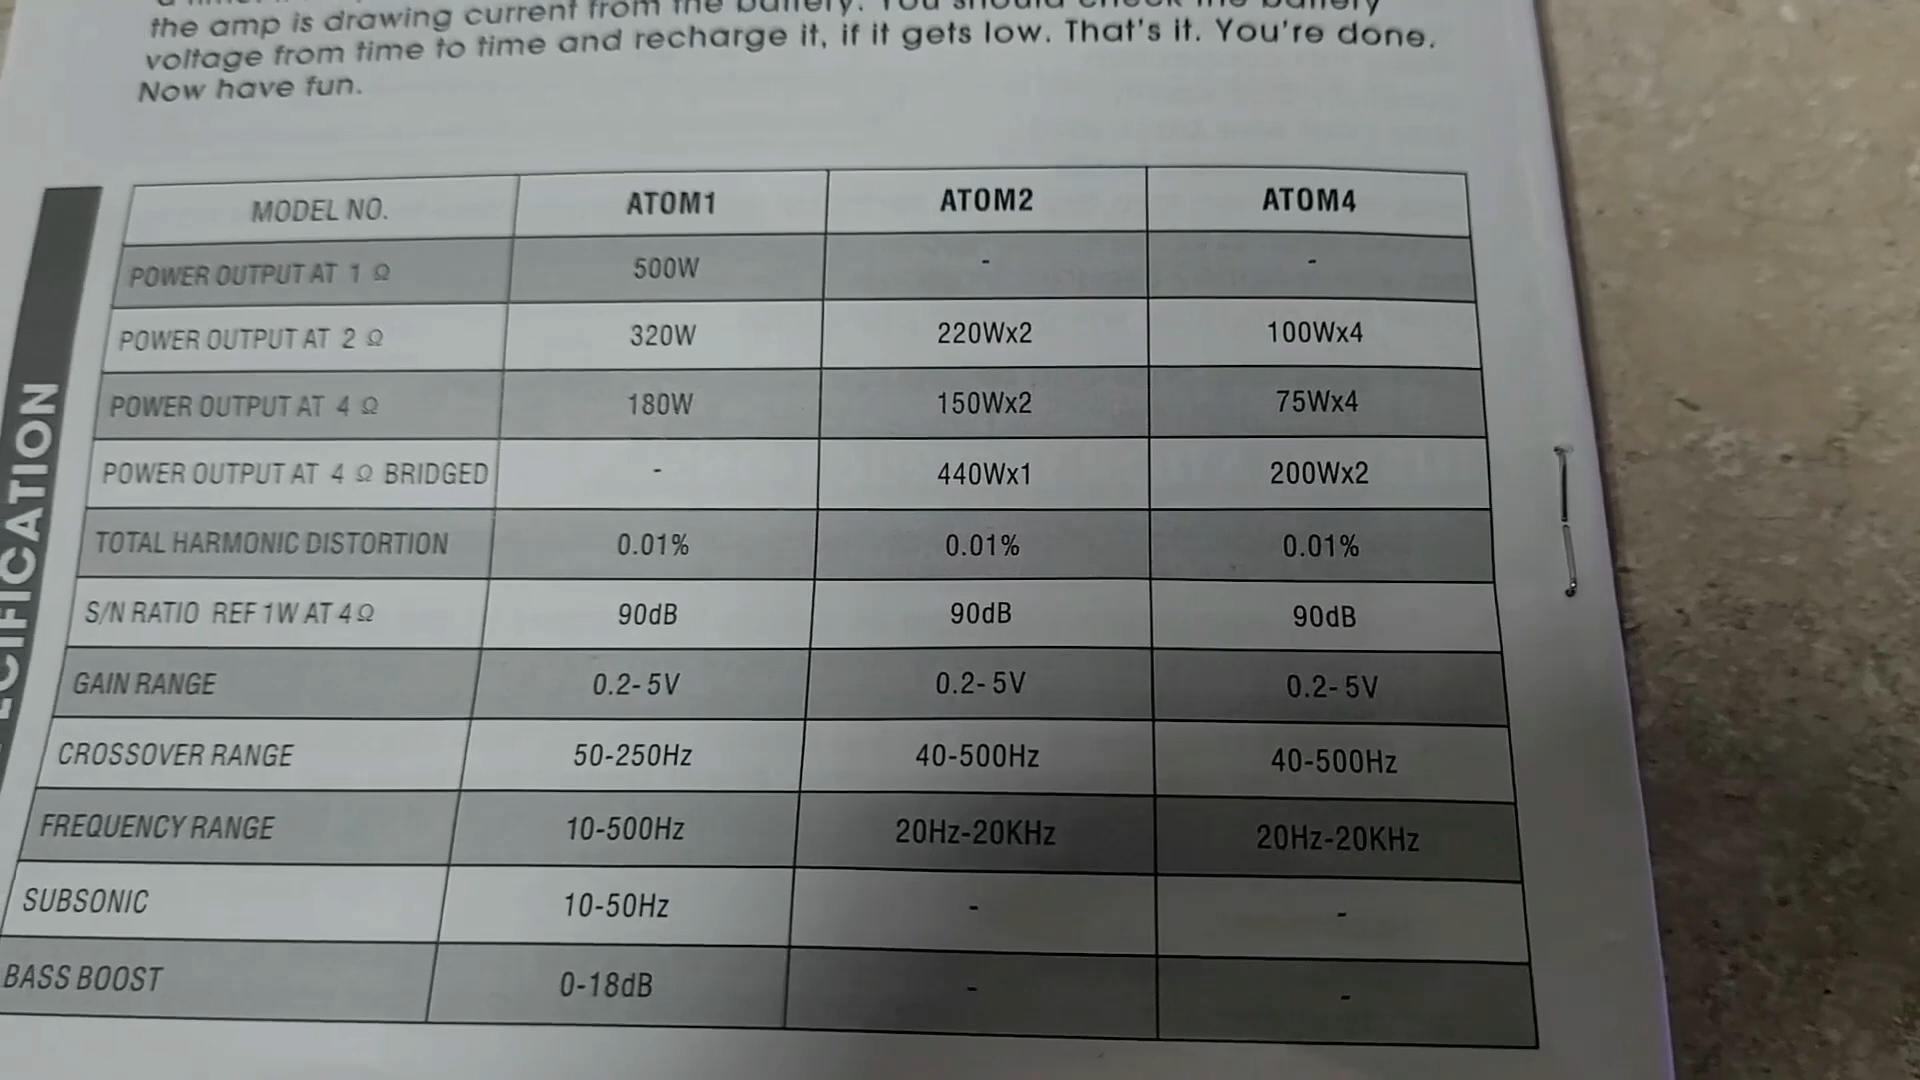 the amp is drawing current from the battery. You should check the battery
voltage from time to time and recharge it, if it gets low. That's it. You're done.
Now have fun.
MODEL NO. ATOM1 ATOM2 ATOM4
POWER OUTPUT AT 1 Ω 500W - -
POWER OUTPUT AT 2 Ω 320W 220Wx2 100Wx4
POWER OUTPUT AT 4 Ω 180W 150Wx2 75Wx4
POWER OUTPUT AT 4 Ω BRIDGED - 440Wx1 200Wx2
TOTAL HARMONIC DISTORTION 0.01% 0.01% 0.01%
S/N RATIO REF 1W AT 4Ω 90dB 90dB 90dB
GAIN RANGE 0.2-5V 0.2-5V 0.2-5V
CROSSOVER RANGE 50-250Hz 40-500Hz 40-500Hz
FREQUENCY RANGE 10-500Hz 20Hz-20KHz 20Hz-20KHz
SUBSONIC 10-50Hz - -
BASS BOOST 0-18dB - -
ECIFICATION